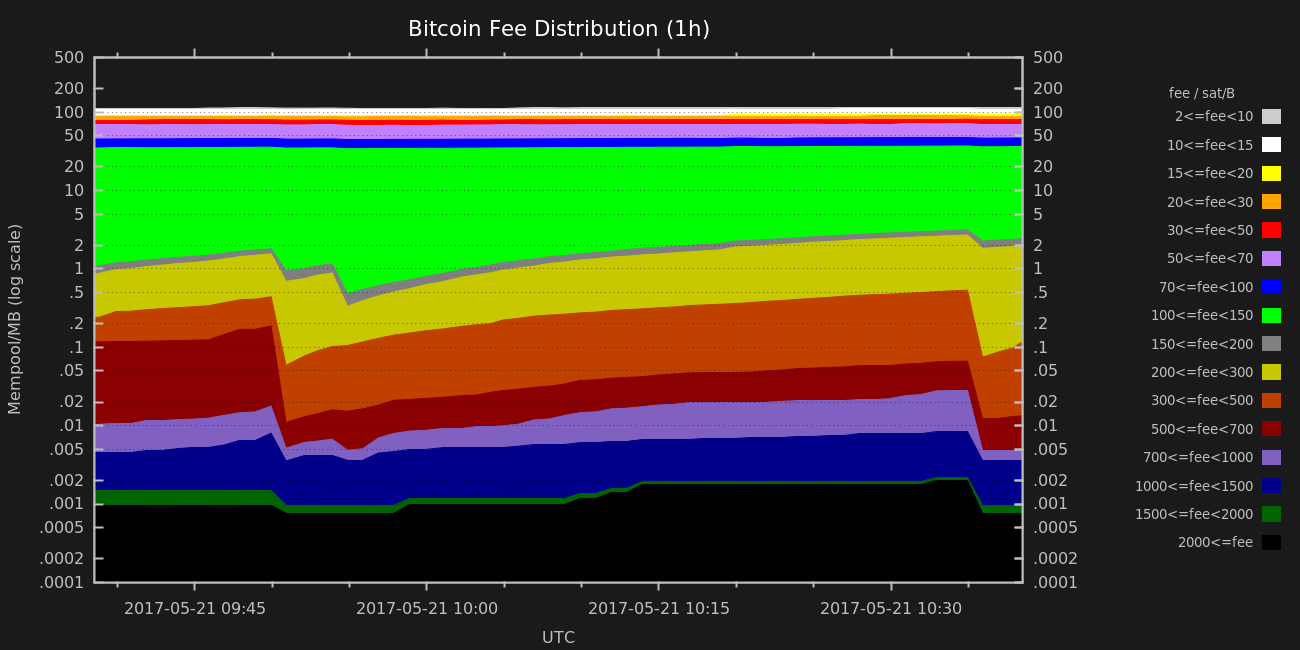 Bitcoin Fee Distribution (1h)
Mempool/MB (log scale)
500
200
100
50
20
10
5
2
1
.5
.2
.1
.05
.02
.01
.005
.002
.001
.0005
.0002
.0001
500
200
100
50
20
10
5
2
1
.5
.2
.1
.05
.02
.01
.005
.002
.001
.0005
.0002
.0001
2017-05-21 09:45
2017-05-21 10:00
2017-05-21 10:15
2017-05-21 10:30
UTC
fee / sat/B
2<=fee<10
10<=fee<15
15<=fee<20
20<=fee<30
30<=fee<50
50<=fee<70
70<=fee<100
100<=fee<150
150<=fee<200
200<=fee<300
300<=fee<500
500<=fee<700
700<=fee<1000
1000<=fee<1500
1500<=fee<2000
2000<=fee